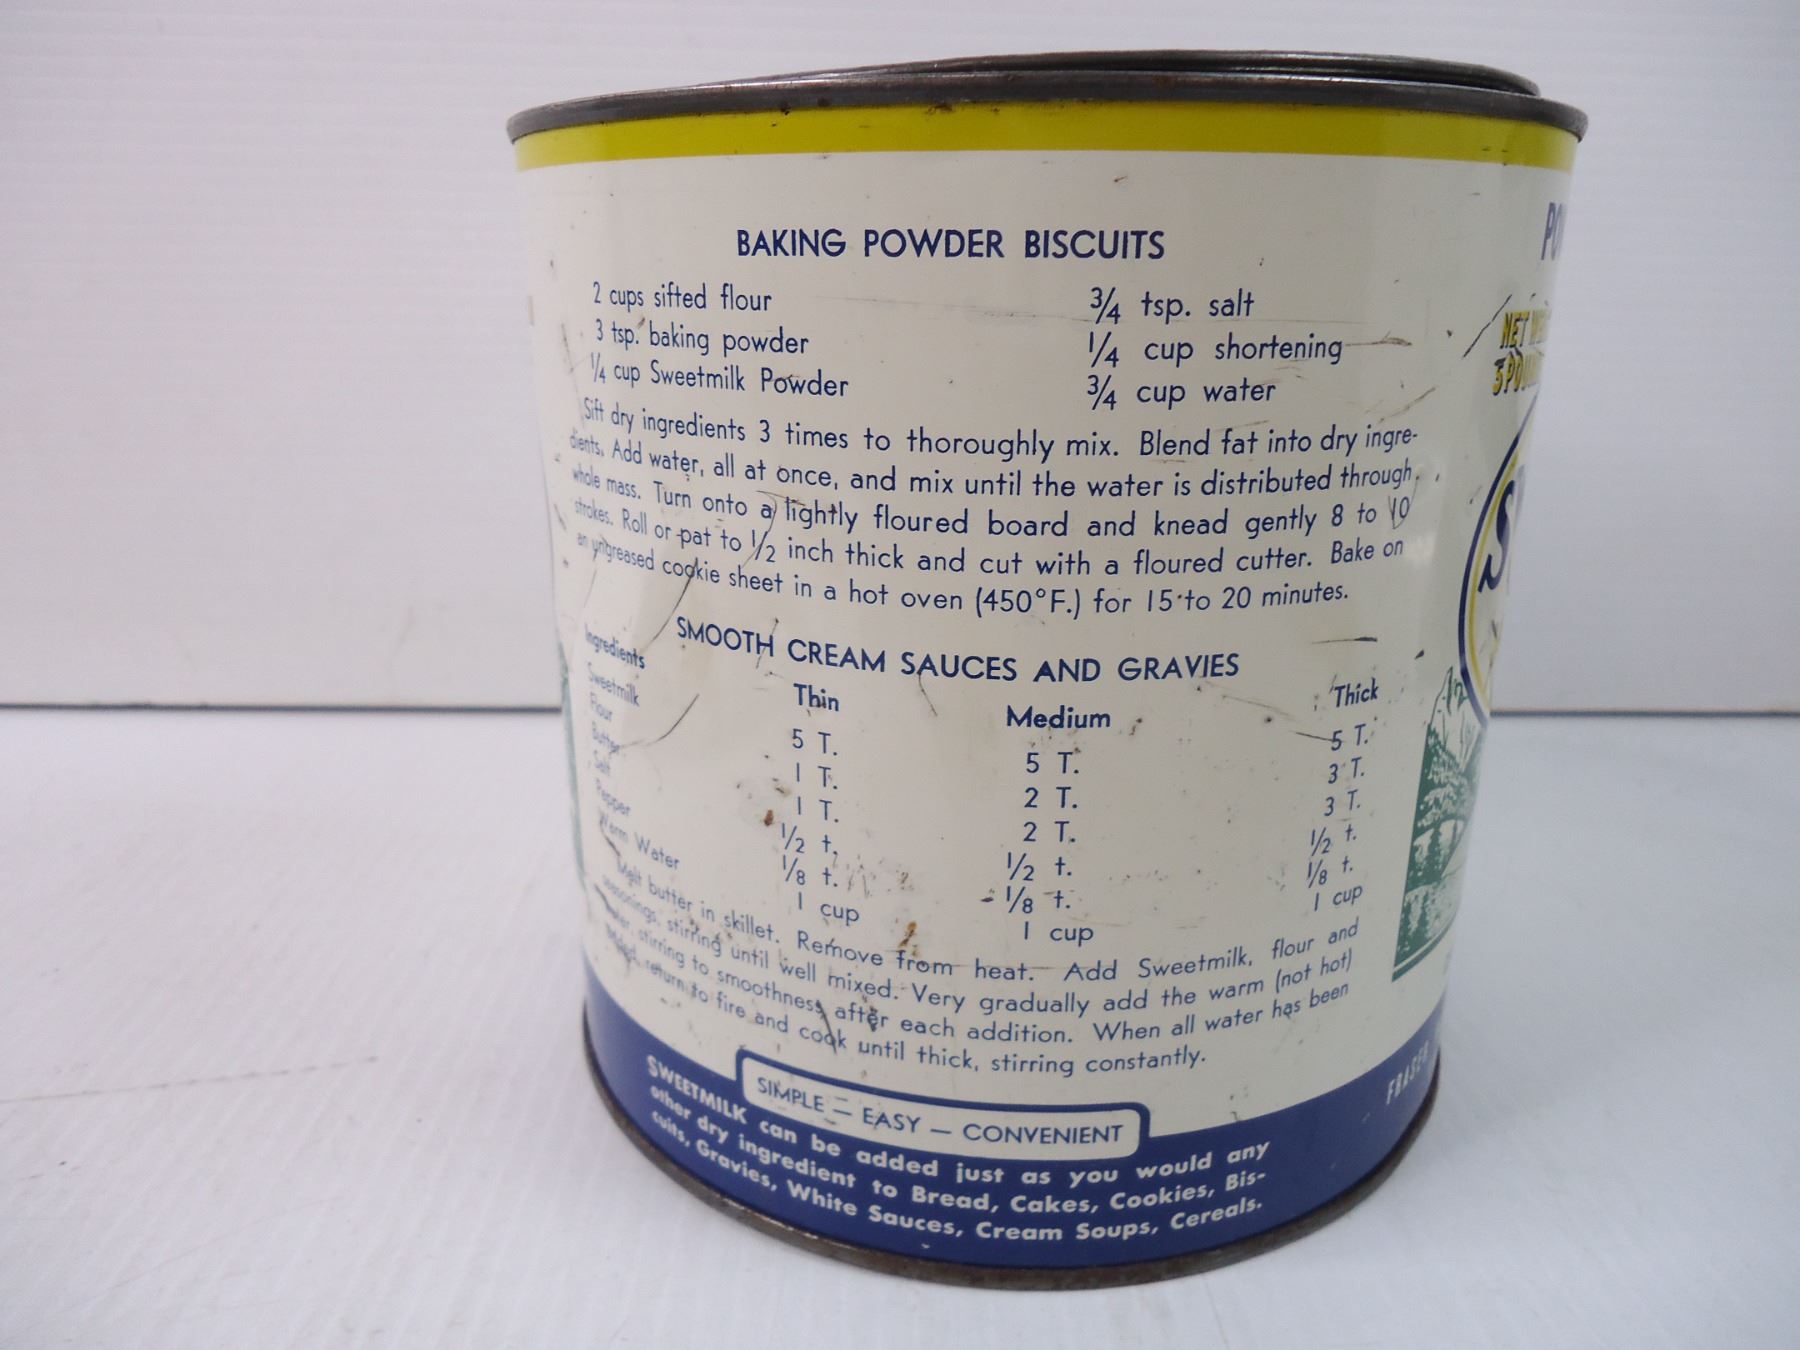 BAKING POWDER BISCUITS
2 cups sifted flour 3/4 tsp. salt
3 tsp. baking powder 1/4 cup shortening
1/4 cup Sweetmilk Powder 3/4 cup water
Sift dry ingredients 3 times to thoroughly mix. Blend fat into dry ingre-
dients. Add water, all at once, and mix until the water is distributed through
whole mass. Turn onto a lightly floured board and knead gently 8 to 10
strokes. Roll or pat to 1/2 inch thick and cut with a floured cutter. Bake on
an ungreased cookie sheet in a hot oven (450°F.) for 15 to 20 minutes.
SMOOTH CREAM SAUCES AND GRAVIES
Ingredients Thin Medium Thick
Sweetmilk 5 T. 5 T. 5 T.
Flour 1 T. 2 T. 3 T.
Butter 1 T. 2 T. 3 T.
Salt 1/2 t. 1/2 t. 1/2 t.
Pepper 1/8 t. 1/8 t. 1/8 t.
Warm Water 1 cup 1 cup 1 cup
Melt butter in skillet. Remove from heat. Add Sweetmilk, flour and
seasonings, stirring until well mixed. Very gradually add the warm (not hot)
water, stirring to smoothness after each addition. When all water has been
added, return to fire and cook until thick, stirring constantly.
SIMPLE — EASY — CONVENIENT
SWEETMILK can be added just as you would any
other dry ingredient to Bread, Cakes, Cookies, Bis-
cuits, Gravies, White Sauces, Cream Soups, Cereals.
NET
FRASER